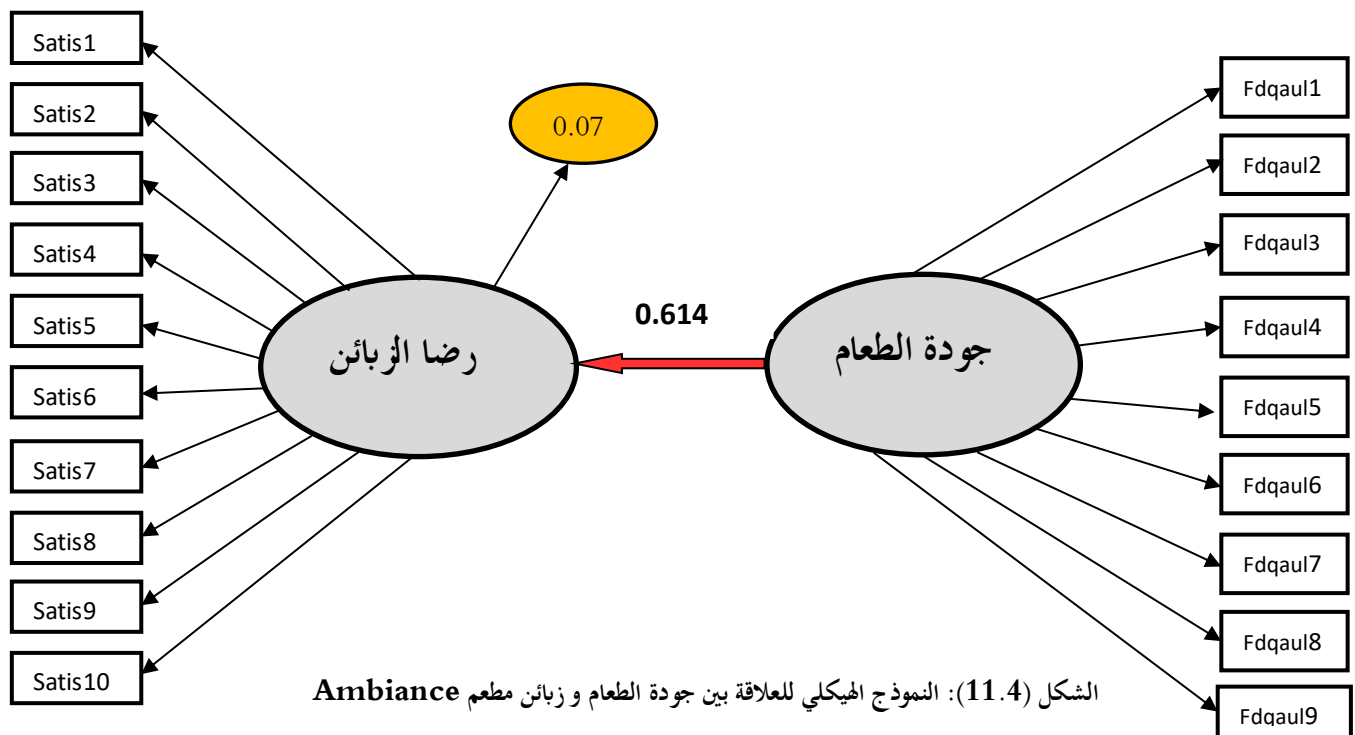 Satis1
Satis2
Satis3
Satis4
Satis5
Satis6
Satis7
Satis8
Satis9
Satis10
0.07
رضا الزبائن
0.614
جودة الطعام
Fdqaul1
Fdqaul2
Fdqaul3
Fdqaul4
Fdqaul5
Fdqaul6
Fdqaul7
Fdqaul8
Fdqaul9
الشكل (11.4): النموذج الهيكلي للعلاقة بين جودة الطعام و زبائن مطعم Ambiance